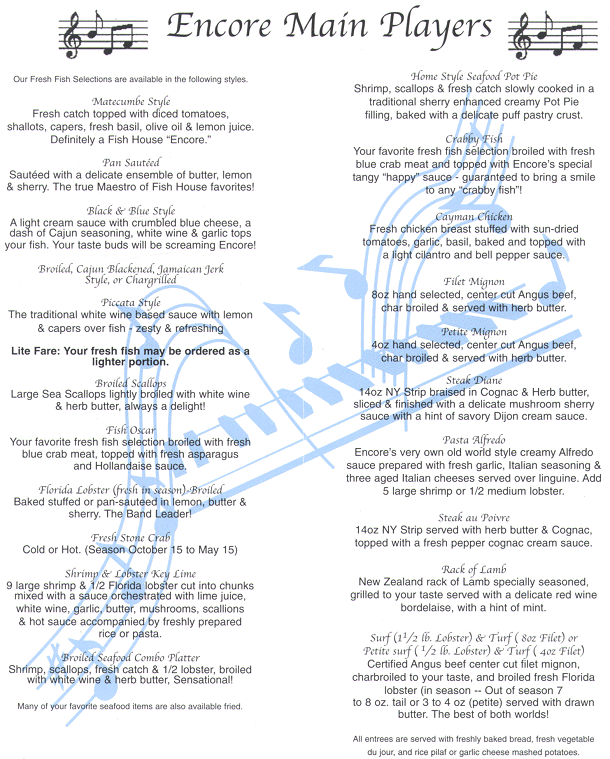 Encore Main Players
Our Fresh Fish Selections are available in the following styles.
Matecumbe Style
Fresh catch topped with diced tomatoes,
shallots, capers, fresh basil, olive oil & lemon juice.
Definitely a Fish House “Encore.”
Pan Sautéed
Sautéed with a delicate ensemble of butter, lemon
& sherry. The true Maestro of Fish House favorites!
Black & Blue Style
A light cream sauce with crumbled blue cheese, a
dash of Cajun seasoning, white wine & garlic tops
your fish. Your taste buds will be screaming Encore!
Broiled, Cajun Blackened, Jamaican Jerk
Style, or Chargrilled
Piccata Style
The traditional white wine based sauce with lemon
& capers over fish - zesty & refreshing
Lite Fare: Your fresh fish may be ordered as a
lighter portion.
Broiled Scallops
Large Sea Scallops lightly broiled with white wine
& herb butter, always a delight!
Fish Oscar
Your favorite fresh fish selection broiled with fresh
blue crab meat, topped with fresh asparagus
and Hollandaise sauce.
Florida Lobster (fresh in season)-Broiled
Baked stuffed or pan-sauteed in lemon, butter &
sherry. The Band Leader!
Fresh Stone Crab
Cold or Hot. (Season October 15 to May 15)
Shrimp & Lobster Key Lime
9 large shrimp & 1/2 Florida lobster cut into chunks
mixed with a sauce orchestrated with lime juice,
white wine, garlic, butter, mushrooms, scallions
& hot sauce accompanied by freshly prepared
rice or pasta.
Broiled Seafood Combo Platter
Shrimp, scallops, fresh catch & 1/2 lobster, broiled
with white wine & herb butter, Sensational!
Many of your favorite seafood items are also available fried.
Home Style Seafood Pot Pie
Shrimp, scallops & fresh catch slowly cooked in a
traditional sherry enhanced creamy Pot Pie
filling, baked with a delicate puff pastry crust.
Crabby Fish
Your favorite fresh fish selection broiled with fresh
blue crab meat and topped with Encore’s special
tangy “happy” sauce - guaranteed to bring a smile
to any “crabby fish”!
Cayman Chicken
Fresh chicken breast stuffed with sun-dried
tomatoes, garlic, basil, baked and topped with
a light cilantro and bell pepper sauce.
Filet Mignon
8oz hand selected, center cut Angus beef,
char broiled & served with herb butter.
Petite Mignon
4oz hand selected, center cut Angus beef,
char broiled & served with herb butter.
Steak Diane
14oz NY Strip braised in Cognac & Herb butter,
sliced & finished with a delicate mushroom sherry
sauce with a hint of savory Dijon cream sauce.
Pasta Alfredo
Encore’s very own old world style creamy Alfredo
sauce prepared with fresh garlic, Italian seasoning &
three aged Italian cheeses served over linguine. Add
5 large shrimp or 1/2 medium lobster.
Steak au Poivre
14oz NY Strip served with herb butter & Cognac,
topped with a fresh pepper cognac cream sauce.
Rack of Lamb
New Zealand rack of Lamb specially seasoned,
grilled to your taste served with a delicate red wine
bordelaise, with a hint of mint.
Surf (1 1/2 lb. Lobster) & Turf ( 8oz Filet) or
Petite surf ( 1/2 lb. Lobster) & Turf ( 4oz Filet)
Certified Angus beef center cut filet mignon,
charbroiled to your taste, and broiled fresh Florida
lobster (in season -- Out of season 7
to 8 oz. tail or 3 to 4 oz (petite) served with drawn
butter. The best of both worlds!
All entrees are served with freshly baked bread, fresh vegetable
du jour, and rice pilaf or garlic cheese mashed potatoes.